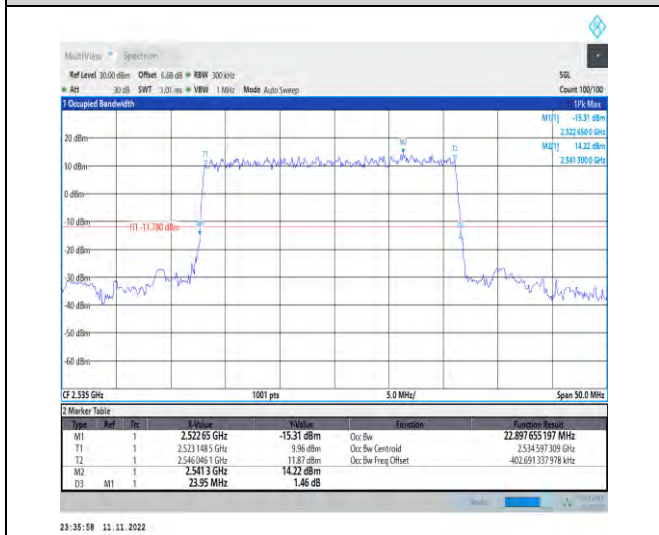 MultiView Spectrum
Ref Level 30.00 dBm Offset 6.68 dB RBW 300 kHz SGL
Att 30 dB SWT 1.01 ms VBW 1 MHz Mode Auto Sweep Count 100/100
1 Occupied Bandwidth 1Pk Max
M1[1] -15.31 dBm
2.522 650 0 GHz
M2[1] 14.22 dBm
2.541 300 0 GHz
20 dBm
M2
T1 T2
10 dBm
0 dBm
-10 dBm
H1 -11.780 dBm
-20 dBm
-30 dBm
-40 dBm
-50 dBm
-60 dBm
CF 2.535 GHz 1001 pts 5.0 MHz/ Span 50.0 MHz
2 Marker Table
Type Ref Trc X-Value Y-Value Function Function Result
M1 1 2.522 65 GHz -15.31 dBm Occ Bw 22.897 655 197 MHz
T1 1 2.523 148 5 GHz 9.96 dBm Occ Bw Centroid 2.534 597 309 GHz
T2 1 2.546 046 1 GHz 11.87 dBm Occ Bw Freq Offset -402.691 337 978 kHz
M2 1 2.541 3 GHz 14.22 dBm
D3 M1 1 23.95 MHz 1.46 dB
23:35:58 11.11.2022